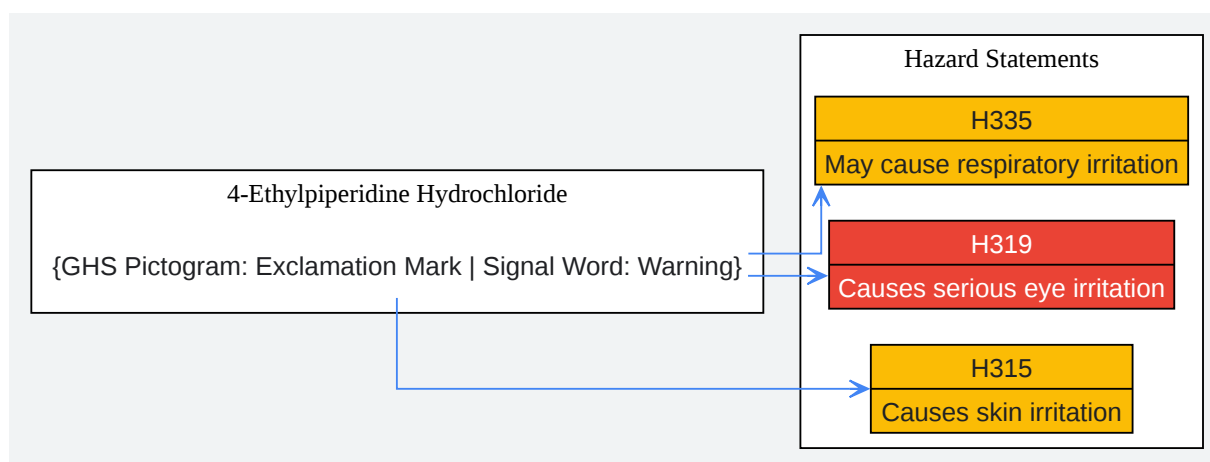 Hazard Statements
H335
May cause respiratory irritation
4-Ethylpiperidine Hydrochloride
{GHS Pictogram: Exclamation Mark | Signal Word: Warning}
H319
Causes serious eye irritation
H315
Causes skin irritation